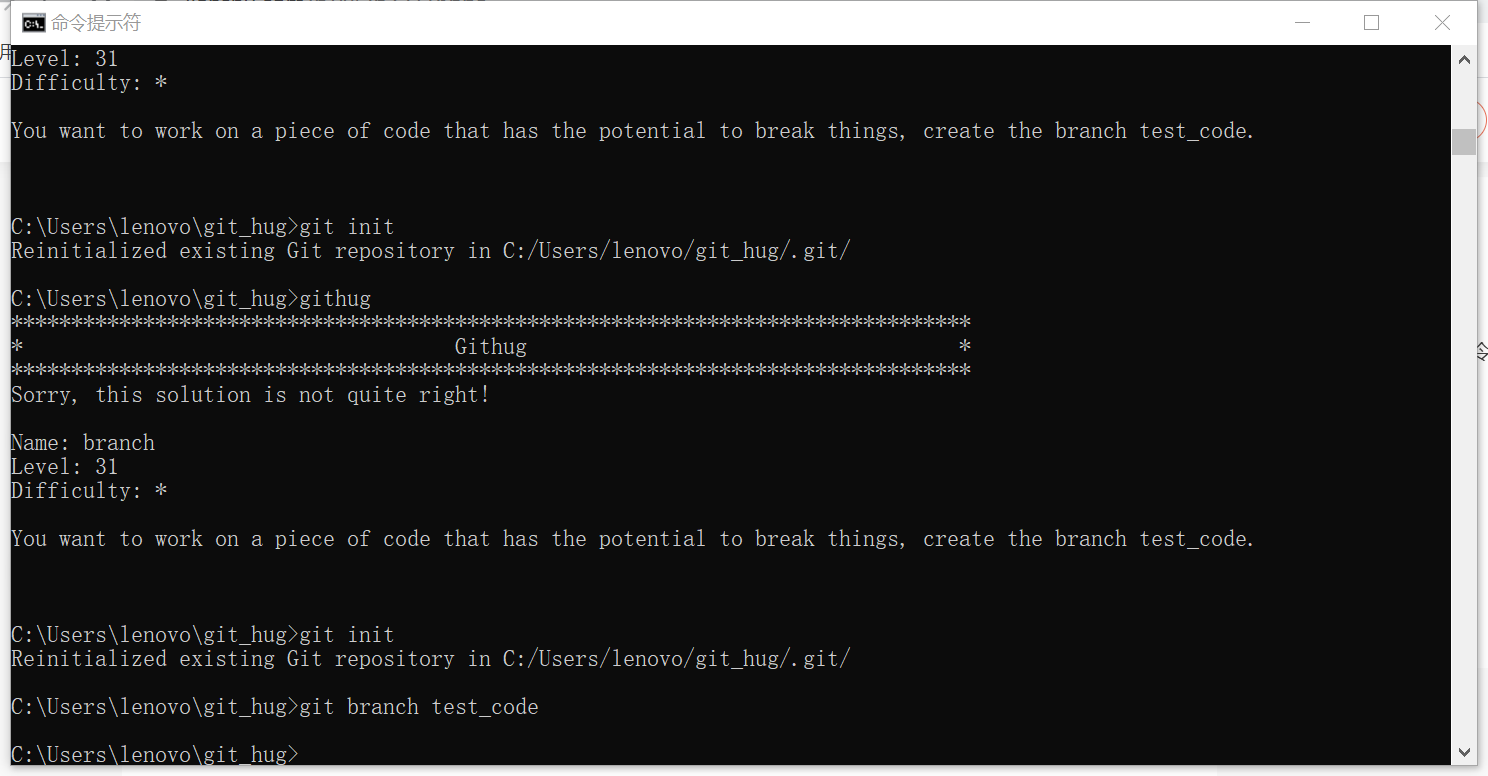 命令提示符
Level: 31
Difficulty: *
You want to work on a piece of code that has the potential to break things, create the branch test_code.
C:\Users\lenovo\git_hug>git init
Reinitialized existing Git repository in C:/Users/lenovo/git_hug/.git/
C:\Users\lenovo\git_hug>githug
********************************************************************************
*                                    Githug                                    *
********************************************************************************
Sorry, this solution is not quite right!
Name: branch
Level: 31
Difficulty: *
You want to work on a piece of code that has the potential to break things, create the branch test_code.
C:\Users\lenovo\git_hug>git init
Reinitialized existing Git repository in C:/Users/lenovo/git_hug/.git/
C:\Users\lenovo\git_hug>git branch test_code
C:\Users\lenovo\git_hug>